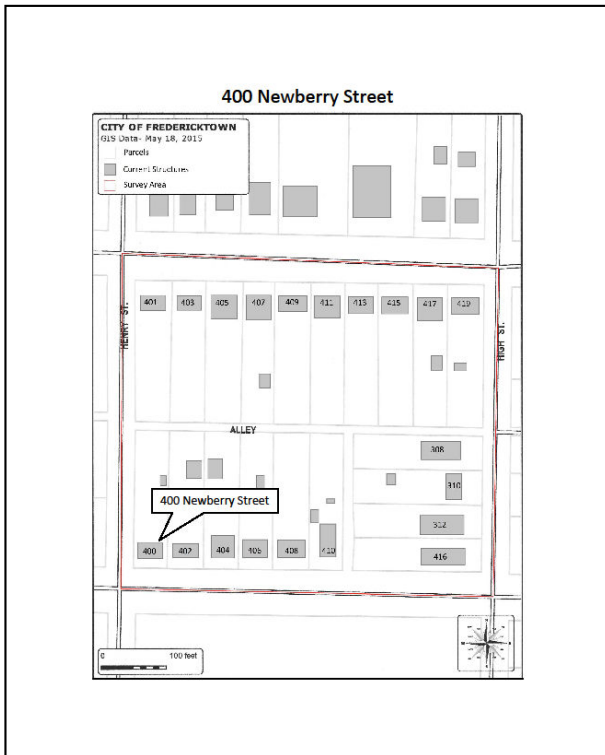 400 Newberry Street
CITY OF FREDERICKTOWN
GIS Data- May 18, 2015
Parcels
Current Structures
Survey Area
HENRY ST.
HIGH ST.
401 403 405 407 409 411 413 415 417 419
ALLEY
308
310
400 Newberry Street
312
400 402 404 406 408 410 416
0 100 feet